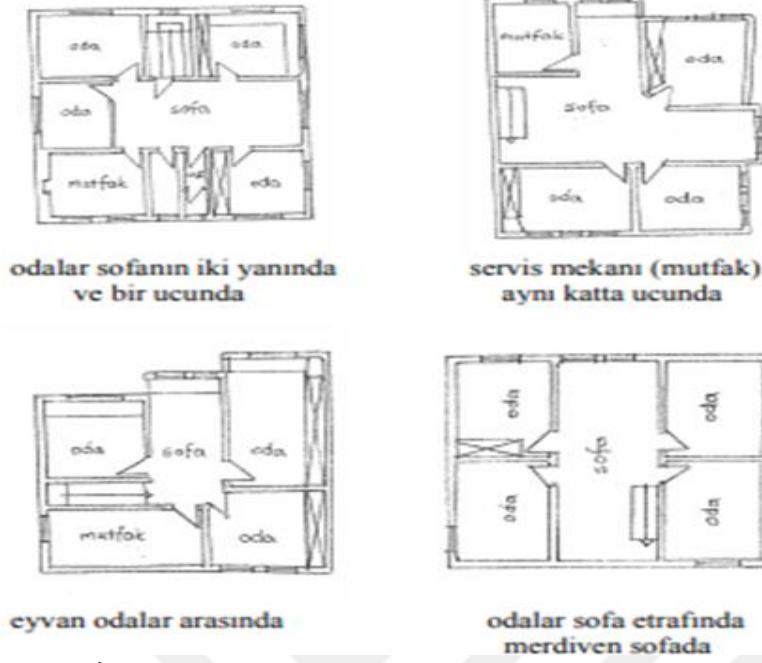 oda
oda
oda
sofa
mutfak
oda
odalar sofanın iki yanında
ve bir ucunda
mutfak
oda
sofa
oda
oda
servis mekanı (mutfak)
aynı katta ucunda
oda
sofa
oda
mutfak
oda
eyvan odalar arasında
oda
oda
sofa
oda
oda
odalar sofa etrafında
merdiven sofada